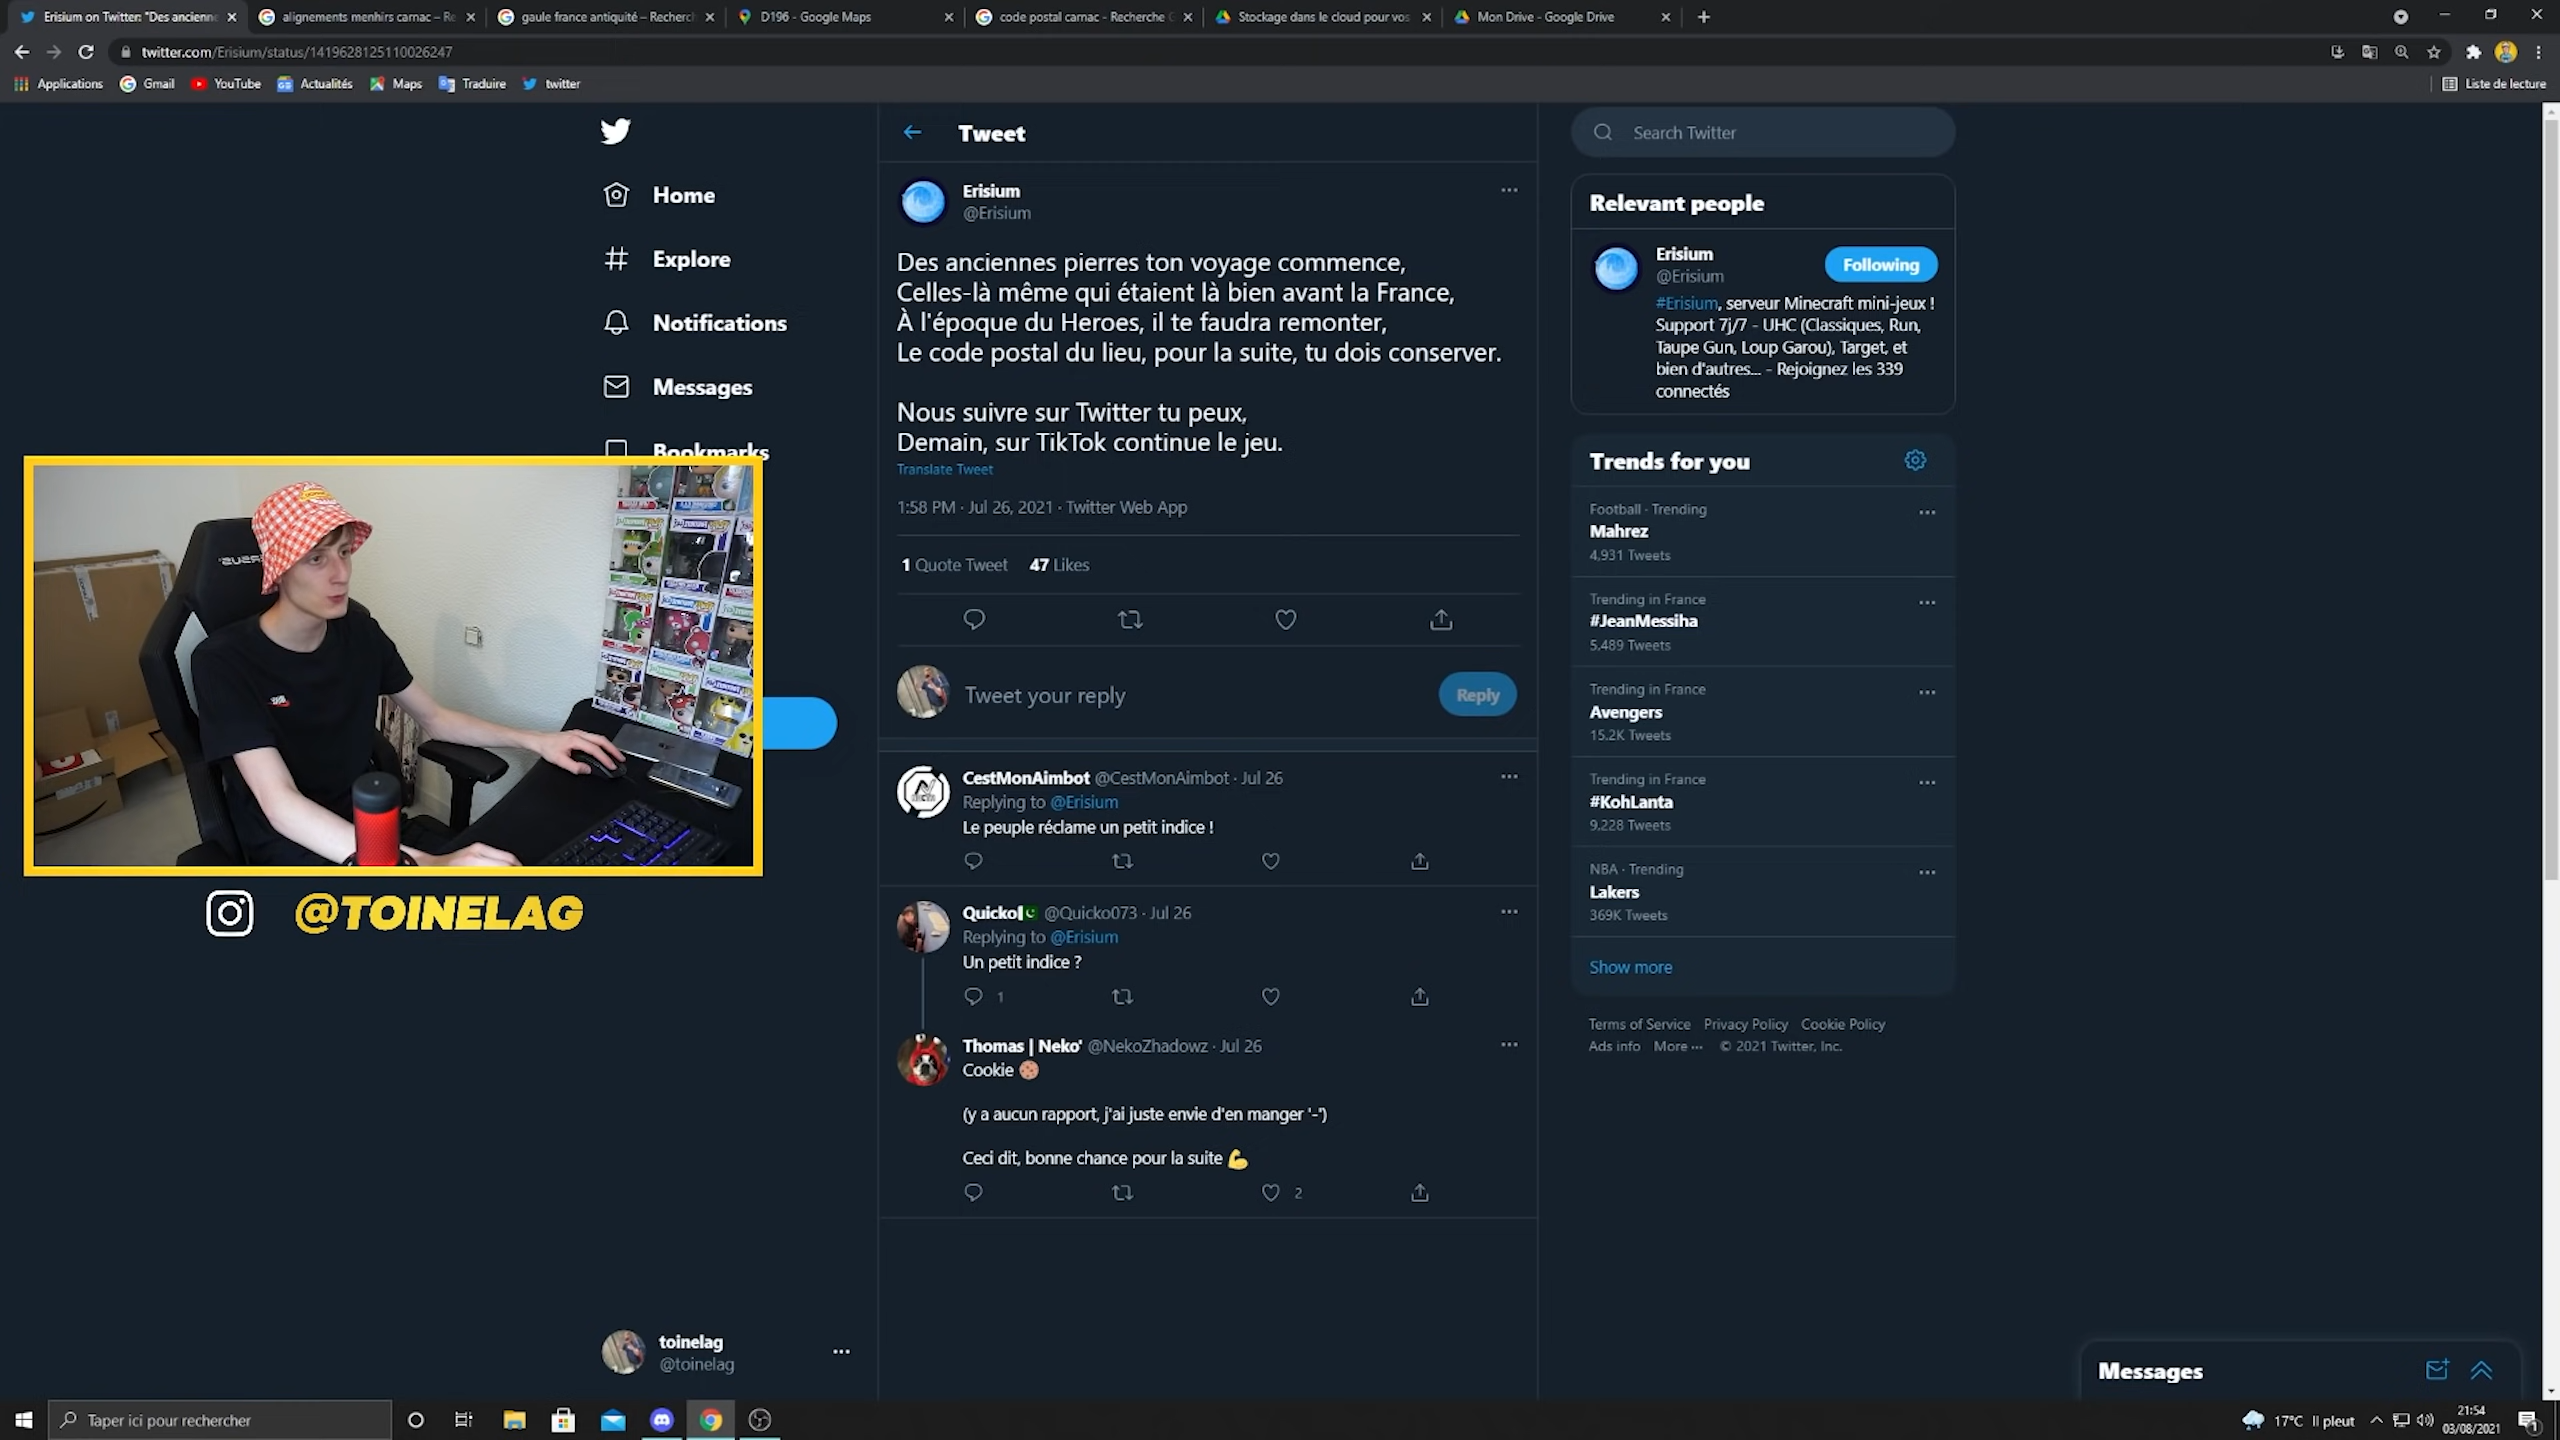 Erisium on Twitter: "Des ancienn
alignements menhirs carnac – Re
gaule france antiquité – Recherch
D196 - Google Maps
code postal carnac - Recherche G
Stockage dans le cloud pour vos
Mon Drive - Google Drive
twitter.com/Erisium/status/1419628125110026247
Applications
Gmail
YouTube
Actualités
Maps
Traduire
twitter
Liste de lecture
Home
Explore
Notifications
Messages
Bookmarks
Tweet
Erisium
@Erisium
Des anciennes pierres ton voyage commence,
Celles-là même qui étaient là bien avant la France,
À l'époque du Heroes, il te faudra remonter,
Le code postal du lieu, pour la suite, tu dois conserver.
Nous suivre sur Twitter tu peux,
Demain, sur TikTok continue le jeu.
Translate Tweet
1:58 PM · Jul 26, 2021 · Twitter Web App
1 Quote Tweet 47 Likes
Tweet your reply
Reply
CestMonAimbot @CestMonAimbot · Jul 26
Replying to @Erisium
Le peuple réclame un petit indice !
Quicko @Quicko073 · Jul 26
Replying to @Erisium
Un petit indice ?
1
Thomas | Neko' @NekoZhadowz · Jul 26
Cookie 🍪
(y a aucun rapport, j'ai juste envie d'en manger '-')
Ceci dit, bonne chance pour la suite 💪
2
Search Twitter
Relevant people
Erisium
@Erisium
Following
#Erisium, serveur Minecraft mini-jeux !
Support 7j/7 - UHC (Classiques, Run,
Taupe Gun, Loup Garou), Target, et
bien d'autres... - Rejoignez les 339
connectés
Trends for you
Football · Trending
Mahrez
4,931 Tweets
Trending in France
#JeanMessiha
5,489 Tweets
Trending in France
Avengers
15.2K Tweets
Trending in France
#KohLanta
9,228 Tweets
NBA · Trending
Lakers
369K Tweets
Show more
Terms of Service Privacy Policy Cookie Policy
Ads info More ··· © 2021 Twitter, Inc.
@TOINELAG
toinelag
@toinelag
Messages
Taper ici pour rechercher
17°C Il pleut
21:54
03/08/2021
1